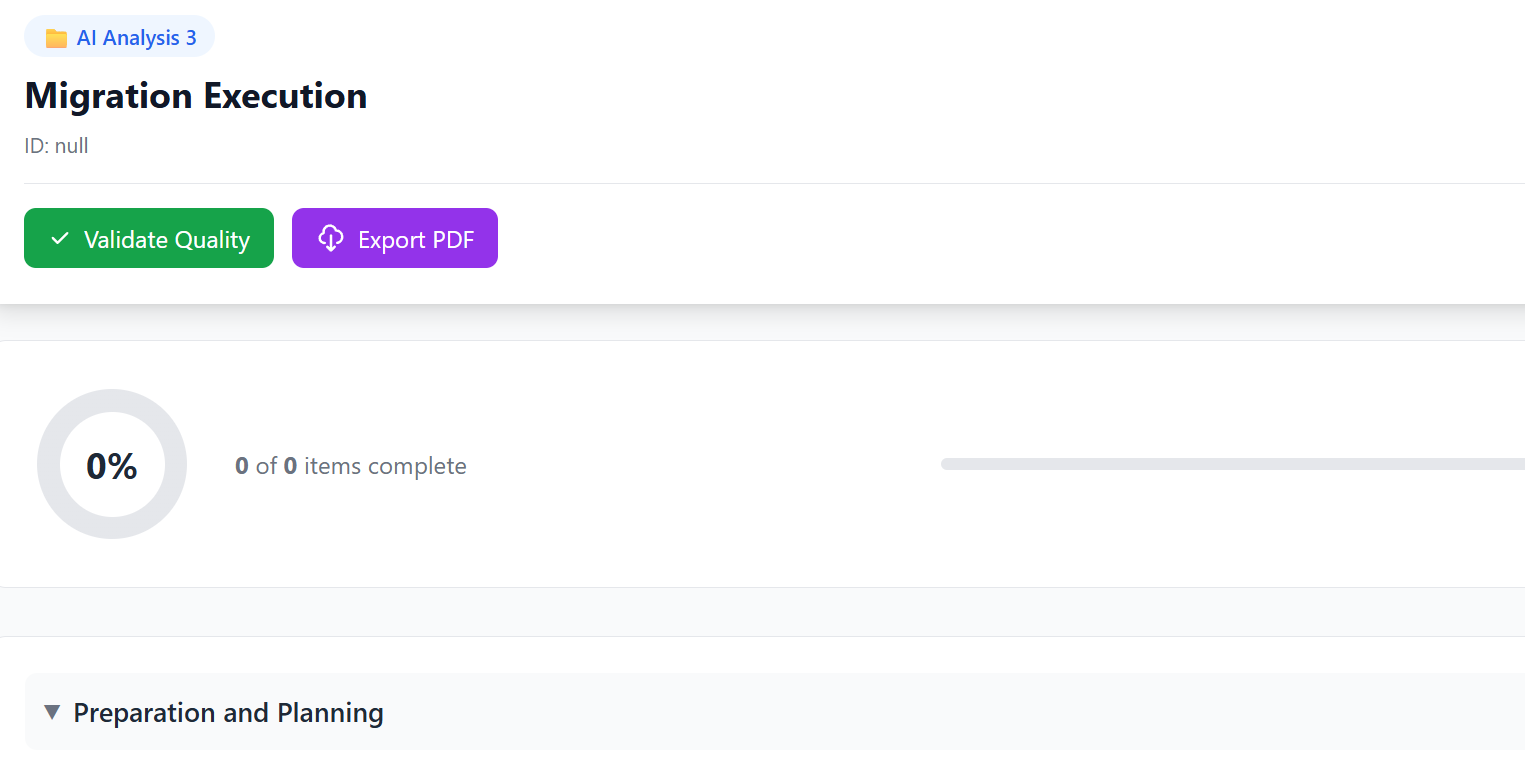 AI Analysis 3
Migration Execution
ID: null
Validate Quality
Export PDF
0%
0 of 0 items complete
Preparation and Planning